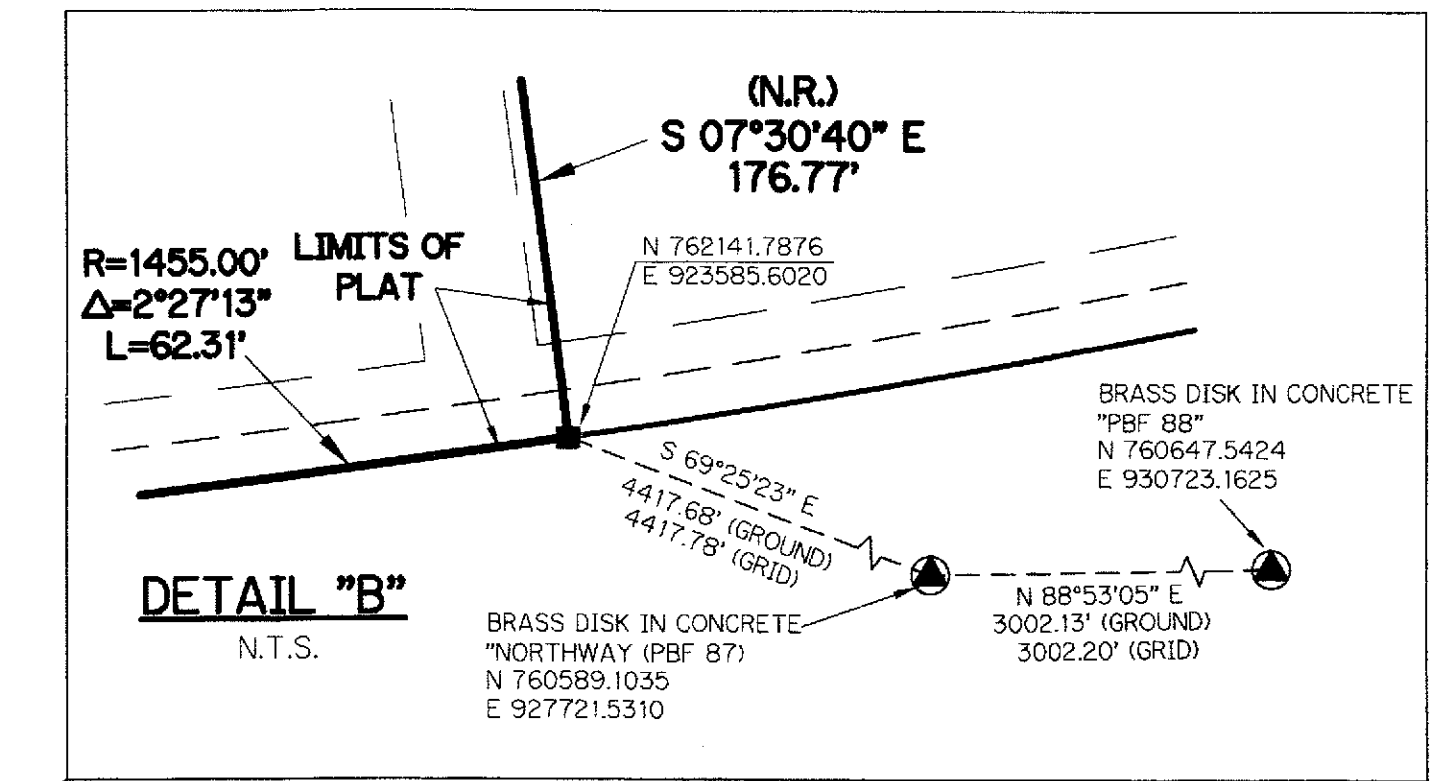 (N.R.)
S 07°30'40" E
176.77'
R=1455.00'
Δ=2°27'13"
L=62.31'
LIMITS OF
PLAT
N 762141.7876
E 923585.6020
BRASS DISK IN CONCRETE
"PBF 88"
N 760647.5424
E 930723.1625
S 69°25'23" E
4417.68' (GROUND)
4417.78' (GRID)
DETAIL "B"
N.T.S.
BRASS DISK IN CONCRETE
"NORTHWAY (PBF 87)
N 760589.1035
E 927721.5310
N 88°53'05" E
3002.13' (GROUND)
3002.20' (GRID)